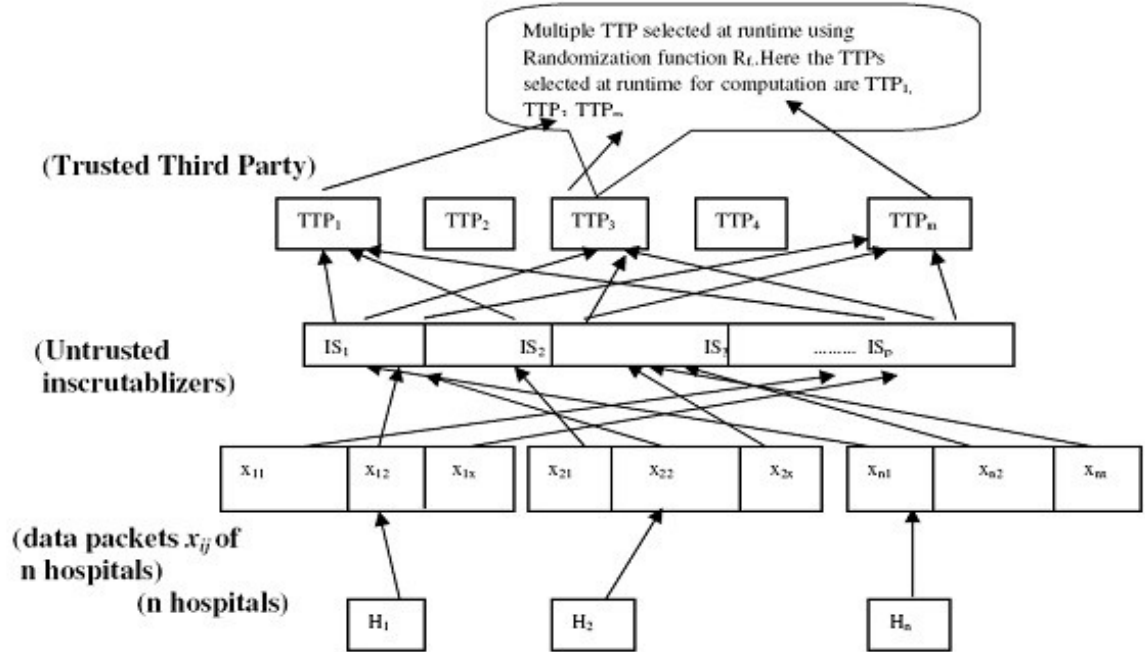 Multiple TTP selected at runtime using
Randomization function Rf..Here the TTPs
selected at runtime for computation are TTP1,
TTP3 TTPm
(Trusted Third Party)
TTP1 TTP2 TTP3 TTP4 TTPm
(Untrusted
inscrutablizers)
IS1 IS2 IS3 ......... ISp
x11 x12 x1x x21 x22 x2x xn1 xn2
(data packets xij of
n hospitals)
(n hospitals)
H1 H2 Hn